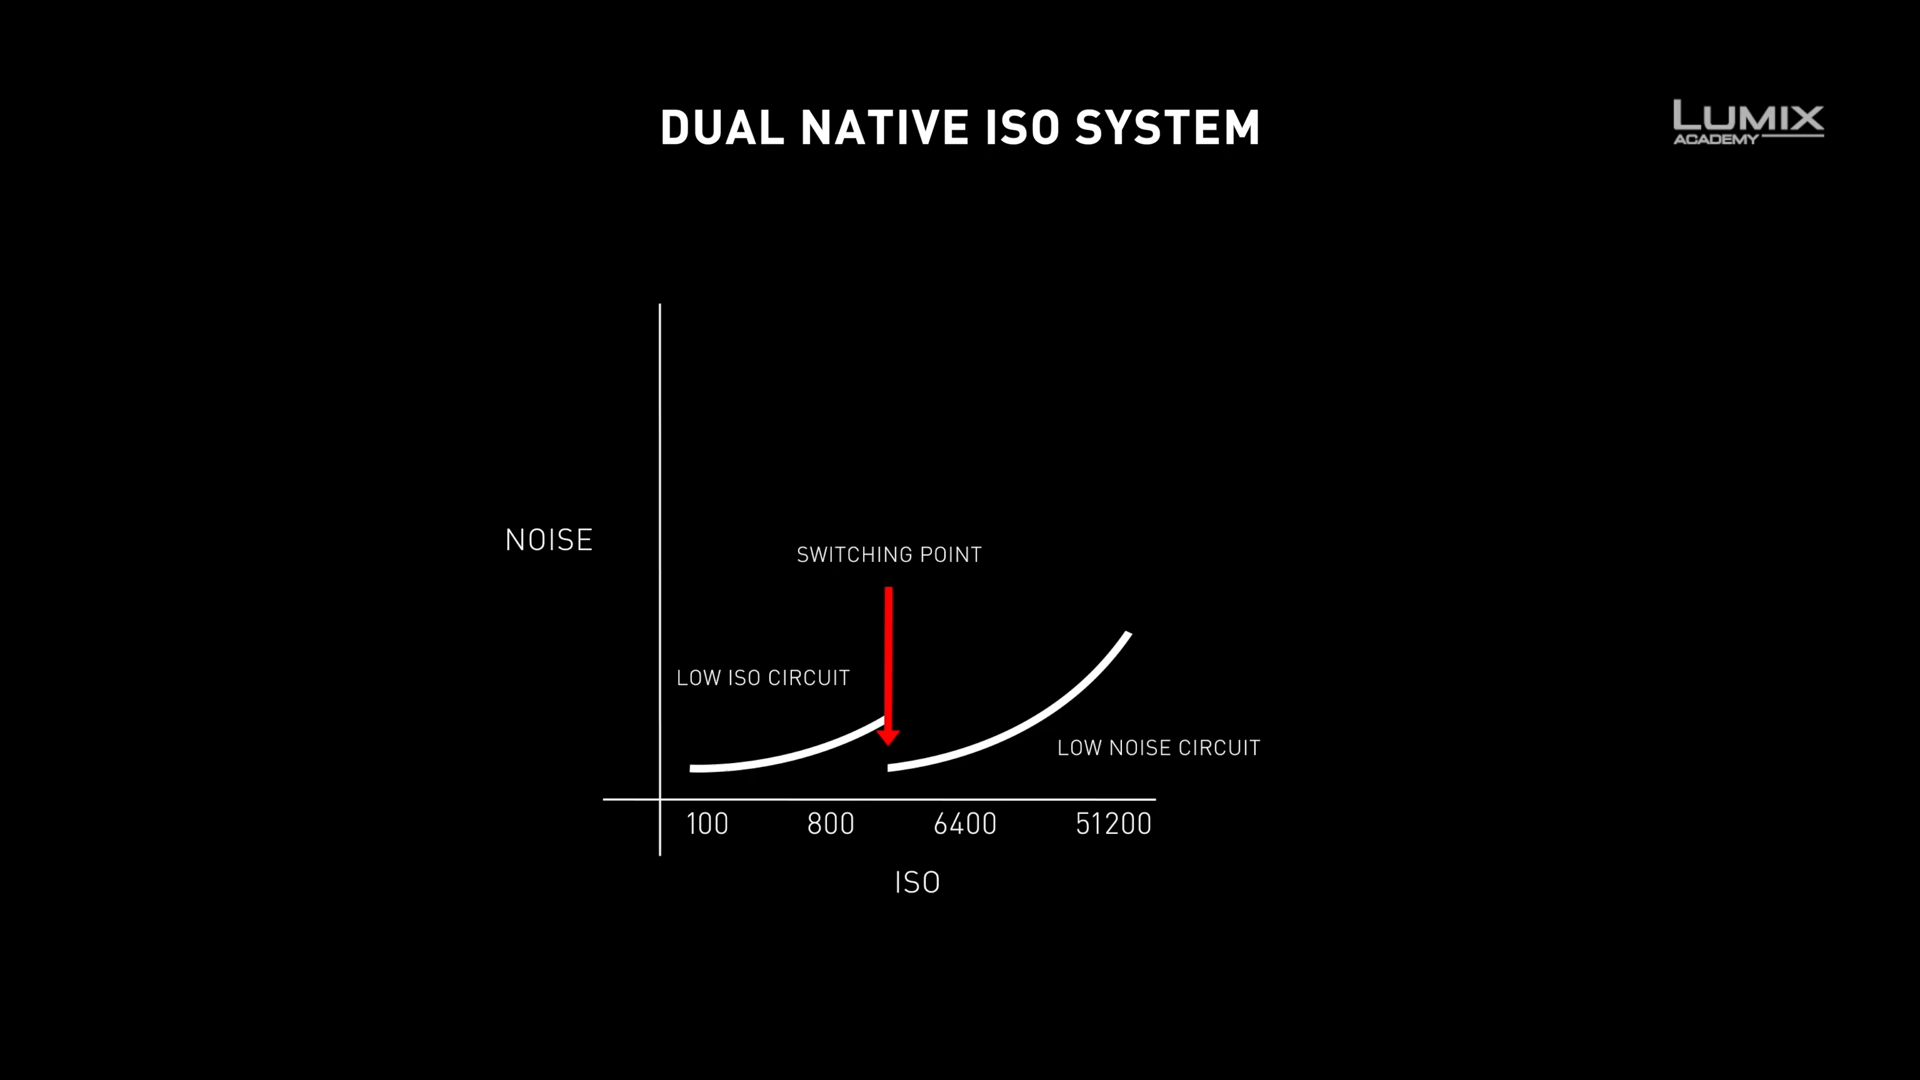 DUAL NATIVE ISO SYSTEM
LUMIX
ACADEMY
NOISE
SWITCHING POINT
LOW ISO CIRCUIT
LOW NOISE CIRCUIT
100 800 6400 51200
ISO